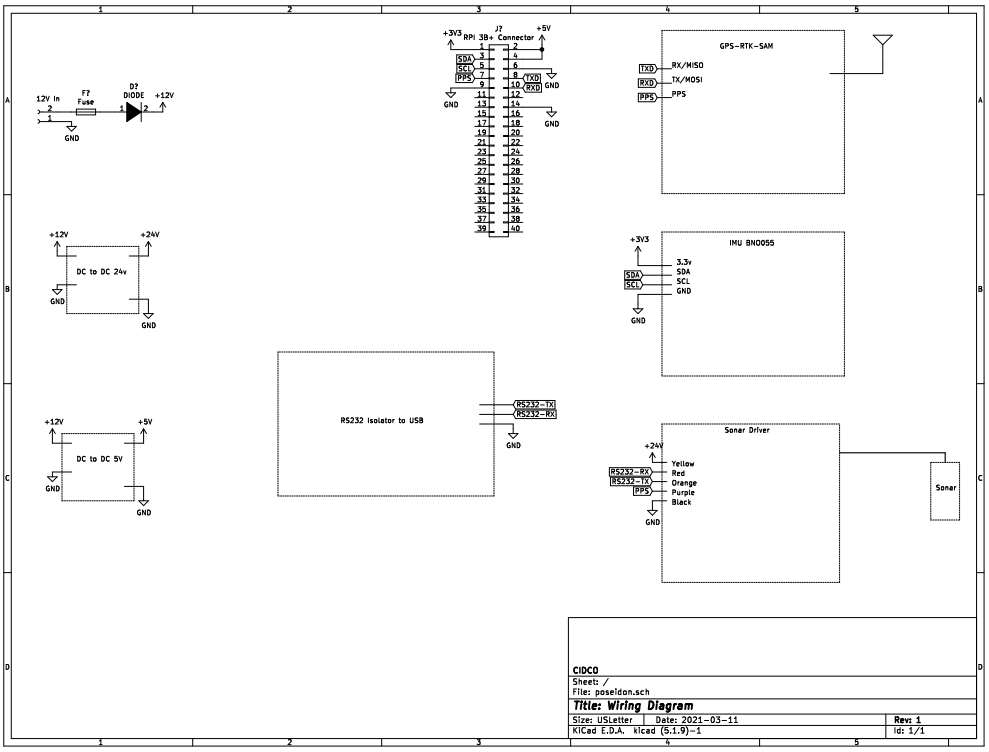 1 2 3 4 5
A A
B B
C C
D D
12V In
2
1
F?
Fuse
D?
DIODE
1 2
+12V
GND
J?
RPI 3B+ Connector
+3V3
+5V
1 2
SDA 3 4
SCL 5 6
PPS 7 8 TXD
9 10 RXD
11 12
13 14
15 16
17 18
19 20
21 22
23 24
25 26
27 28
29 30
31 32
33 34
35 36
37 38
39 40
GND
GND
GND
GPS-RTK-SAM
TXD RX/MISO
RXD TX/MOSI
PPS PPS
+12V +24V
DC to DC 24v
GND
GND
IMU BNO055
+3V3
3.3v
SDA SDA
SCL SCL
GND
GND
RS232 Isolator to USB
RS232-TX
RS232-RX
GND
+12V +5V
DC to DC 5V
GND
GND
Sonar Driver
+24V
Yellow
RS232-RX Red
RS232-TX Orange
PPS Purple
Black
GND
Sonar
CIDCO
Sheet: /
File: poseidon.sch
Title: Wiring Diagram
Size: USLetter Date: 2021-03-11 Rev: 1
KiCad E.D.A. kicad (5.1.9)-1 Id: 1/1
1 2 3 4 5